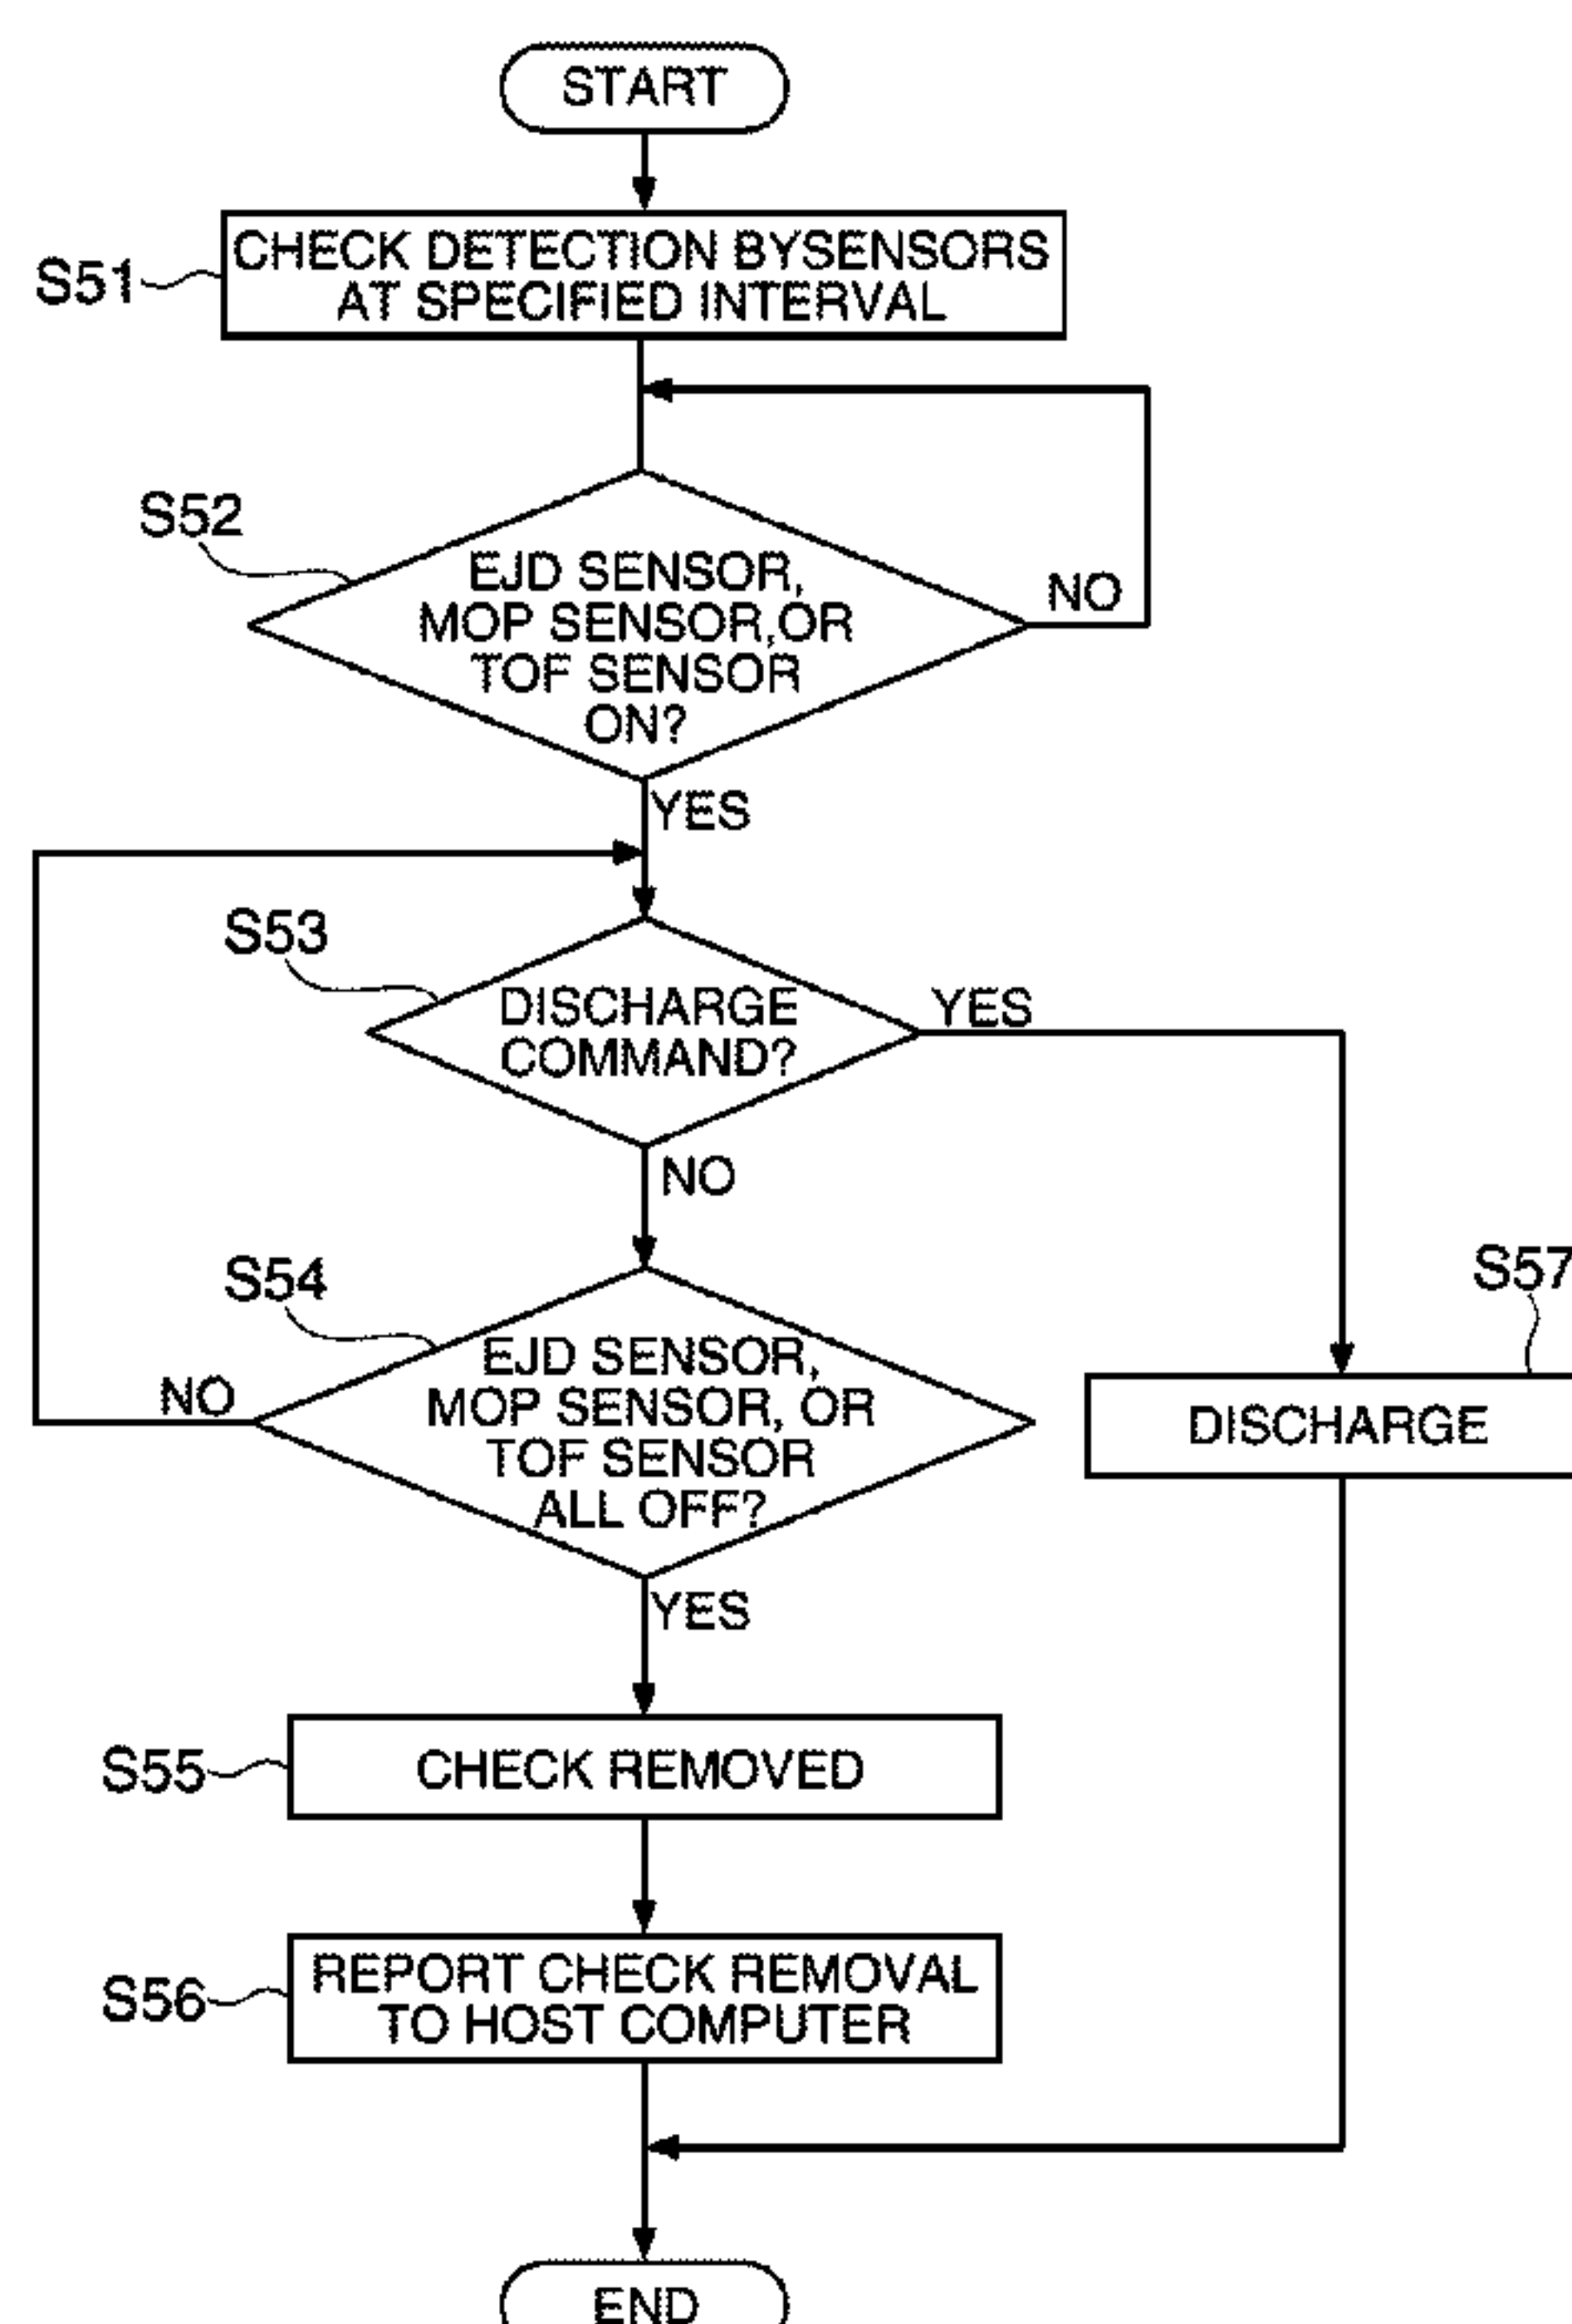 START
S51
CHECK DETECTION BYSENSORS
AT SPECIFIED INTERVAL
S52
EJD SENSOR,
MOP SENSOR,OR
TOF SENSOR
ON?
NO
YES
S53
DISCHARGE
COMMAND?
YES
NO
S54
EJD SENSOR,
MOP SENSOR, OR
TOF SENSOR
ALL OFF?
NO
YES
S57
DISCHARGE
S55
CHECK REMOVED
S56
REPORT CHECK REMOVAL
TO HOST COMPUTER
END